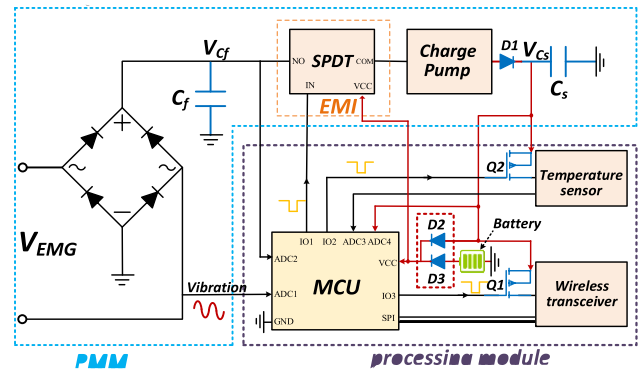 V_Cf
NO
SPDT
COM
IN
VCC
EMI
Charge
Pump
D1
V_Cs
C_s
C_f
+
~
~
−
V_EMG
Vibration
Q2
Temperature
sensor
IO1
IO2
ADC3
ADC4
ADC2
ADC1
GND
MCU
VCC
IO3
SPI
D2
D3
Battery
Q1
Wireless
transceiver
PMM
processing module